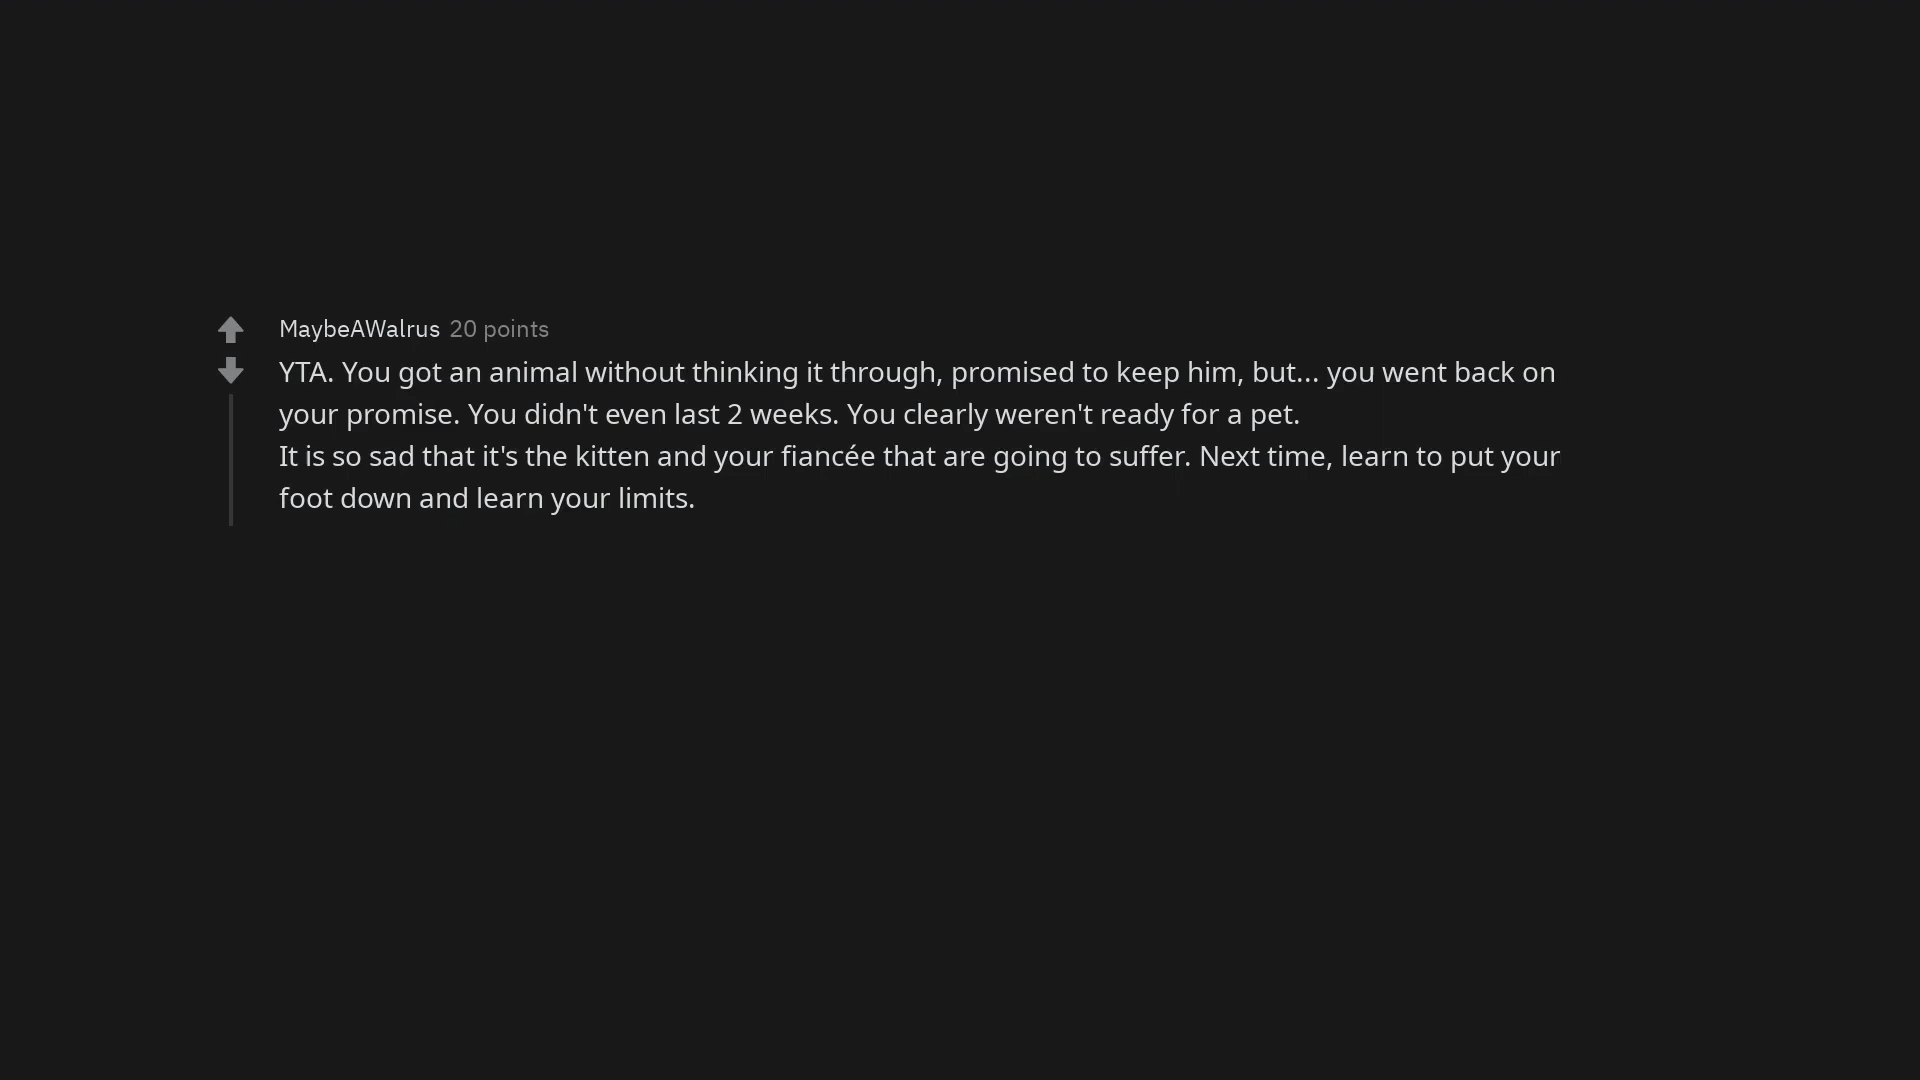 MaybeAWalrus 20 points
YTA. You got an animal without thinking it through, promised to keep him, but... you went back on
your promise. You didn't even last 2 weeks. You clearly weren't ready for a pet.
It is so sad that it's the kitten and your fiancée that are going to suffer. Next time, learn to put your
foot down and learn your limits.